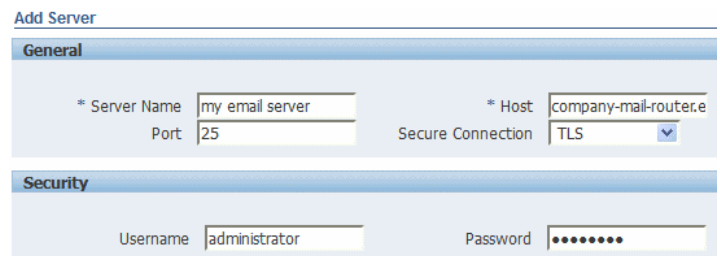 Add Server
General
* Server Name my email server * Host company-mail-router.e
Port 25 Secure Connection TLS
Security
Username administrator Password ●●●●●●●●